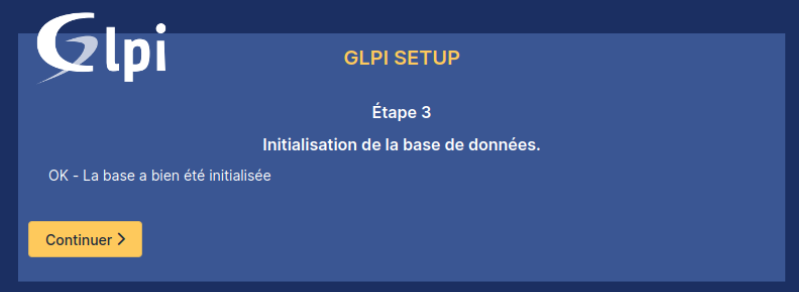 Glpi
GLPI SETUP
Étape 3
Initialisation de la base de données.
OK - La base a bien été initialisée
Continuer